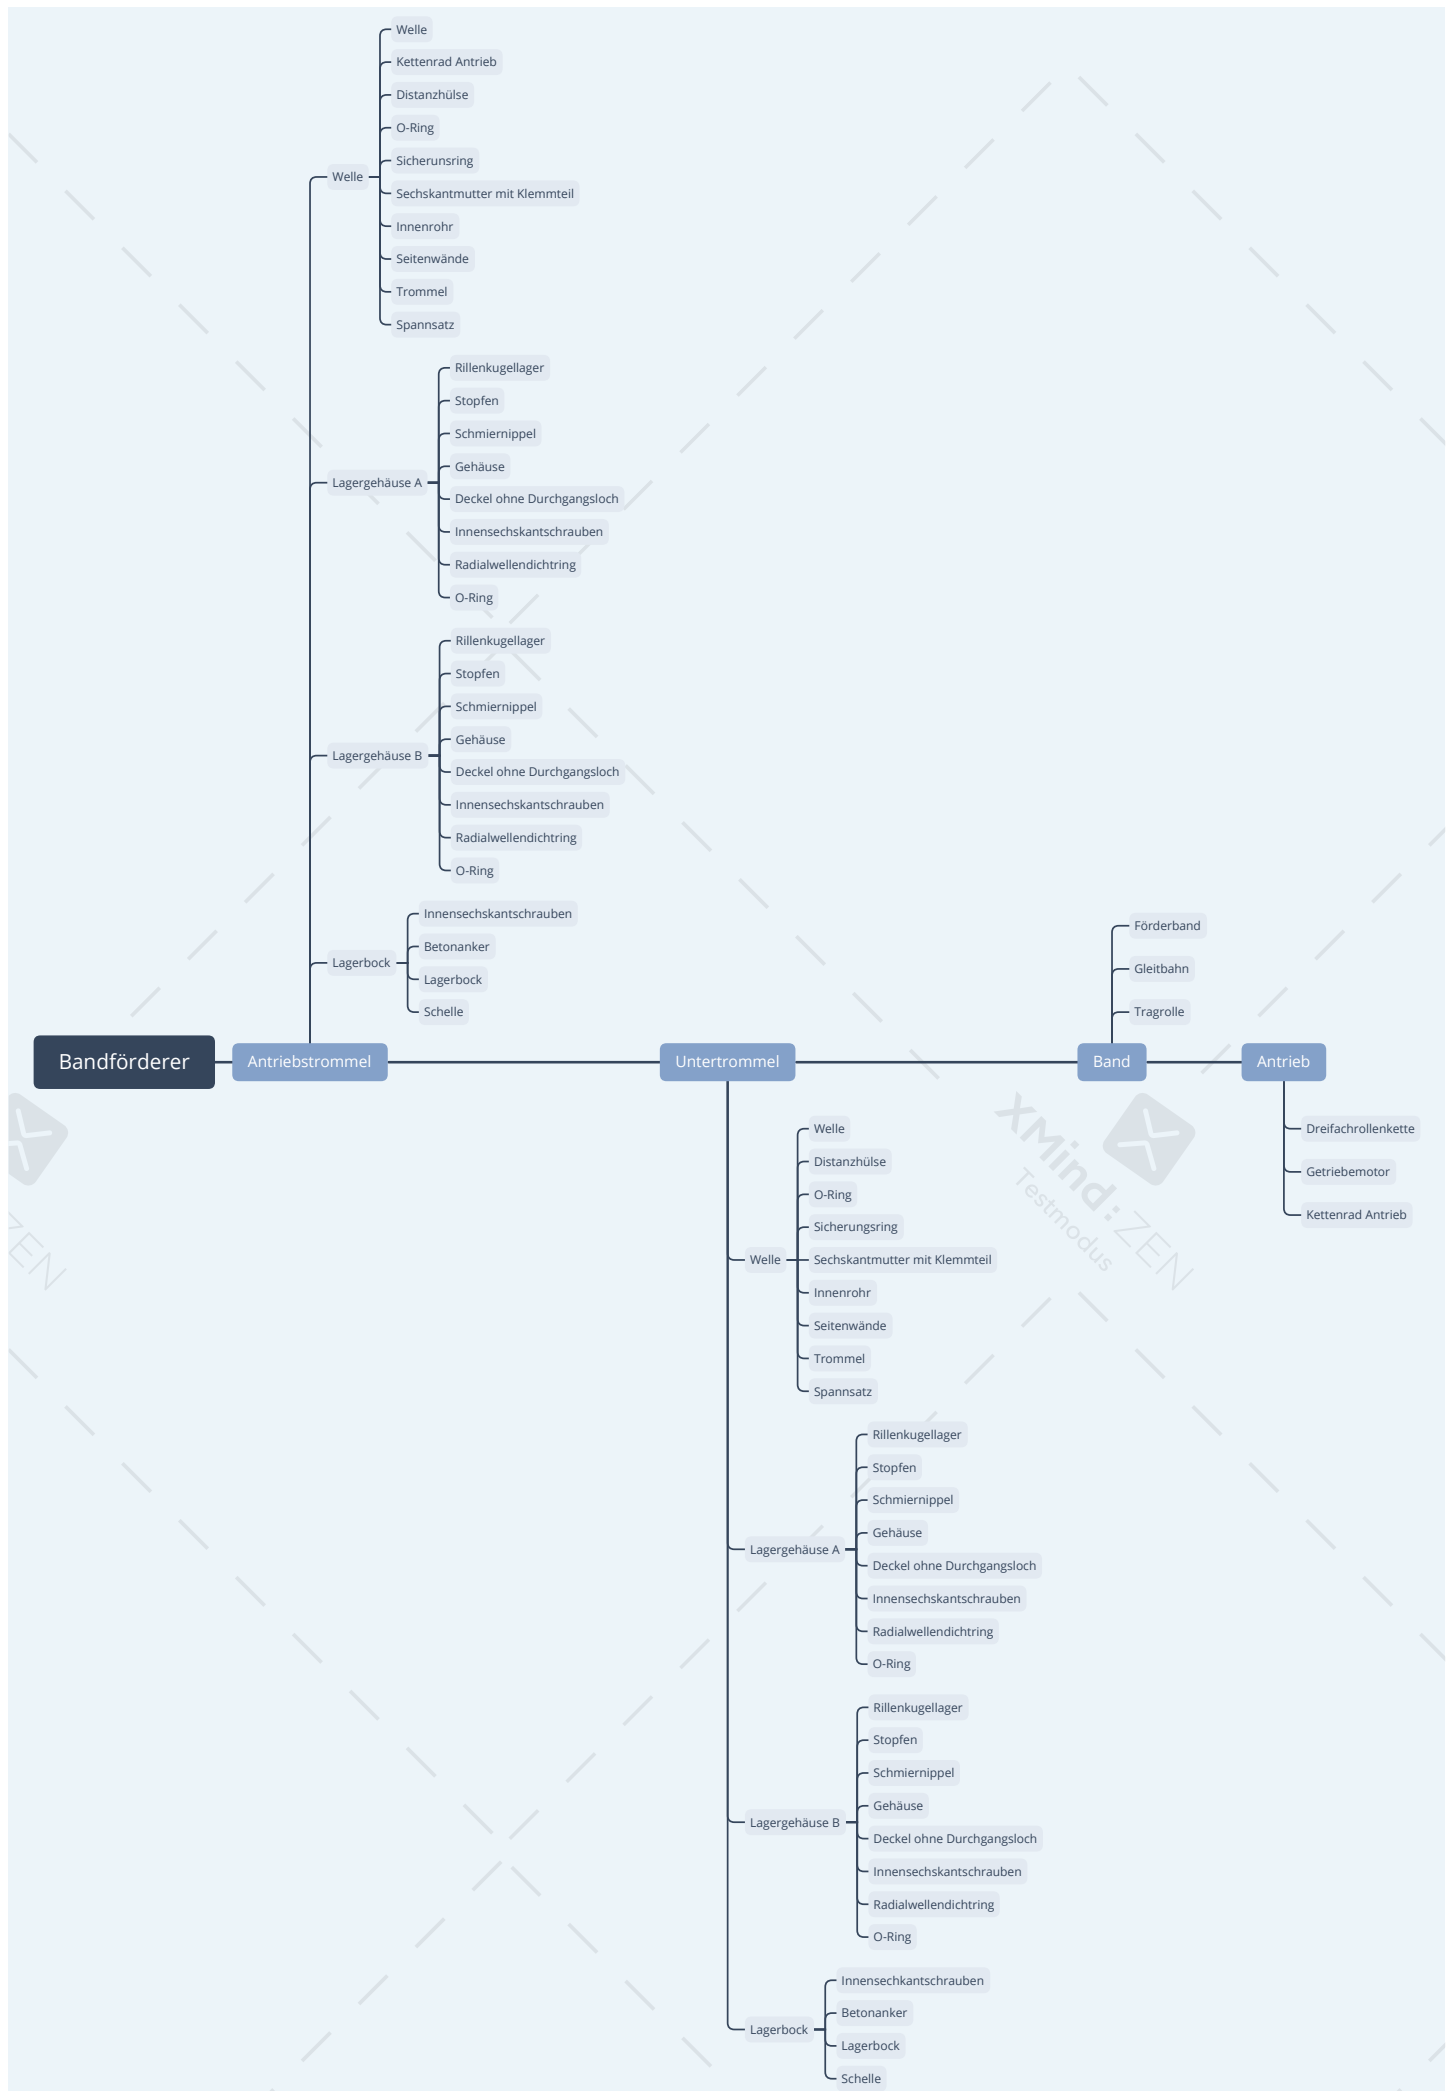 Welle
Kettenrad Antrieb
Distanzhülse
O-Ring
Sicherunsring
Welle
Sechskantmutter mit Klemmteil
Innenrohr
Seitenwände
Trommel
Spannsatz
Rillenkugellager
Stopfen
Schmiernippel
Gehäuse
Lagergehäuse A
Deckel ohne Durchgangsloch
Innensechskantschrauben
Radialwellendichtring
O-Ring
Rillenkugellager
Stopfen
Schmiernippel
Gehäuse
Lagergehäuse B
Deckel ohne Durchgangsloch
Innensechskantschrauben
Radialwellendichtring
O-Ring
Innensechskantschrauben
Betonanker
Lagerbock
Lagerbock
Schelle
Förderband
Gleitbahn
Tragrolle
Bandförderer
Antriebstrommel
Untertrommel
Band
Antrieb
Dreifachrollenkette
Getriebemotor
Kettenrad Antrieb
XMind:ZEN
Testmodus
ZEN
Welle
Distanzhülse
O-Ring
Sicherungsring
Welle
Sechskantmutter mit Klemmteil
Innenrohr
Seitenwände
Trommel
Spannsatz
Rillenkugellager
Stopfen
Schmiernippel
Gehäuse
Lagergehäuse A
Deckel ohne Durchgangsloch
Innensechskantschrauben
Radialwellendichtring
O-Ring
Rillenkugellager
Stopfen
Schmiernippel
Gehäuse
Lagergehäuse B
Deckel ohne Durchgangsloch
Innensechskantschrauben
Radialwellendichtring
O-Ring
Innensechkantschrauben
Betonanker
Lagerbock
Lagerbock
Schelle